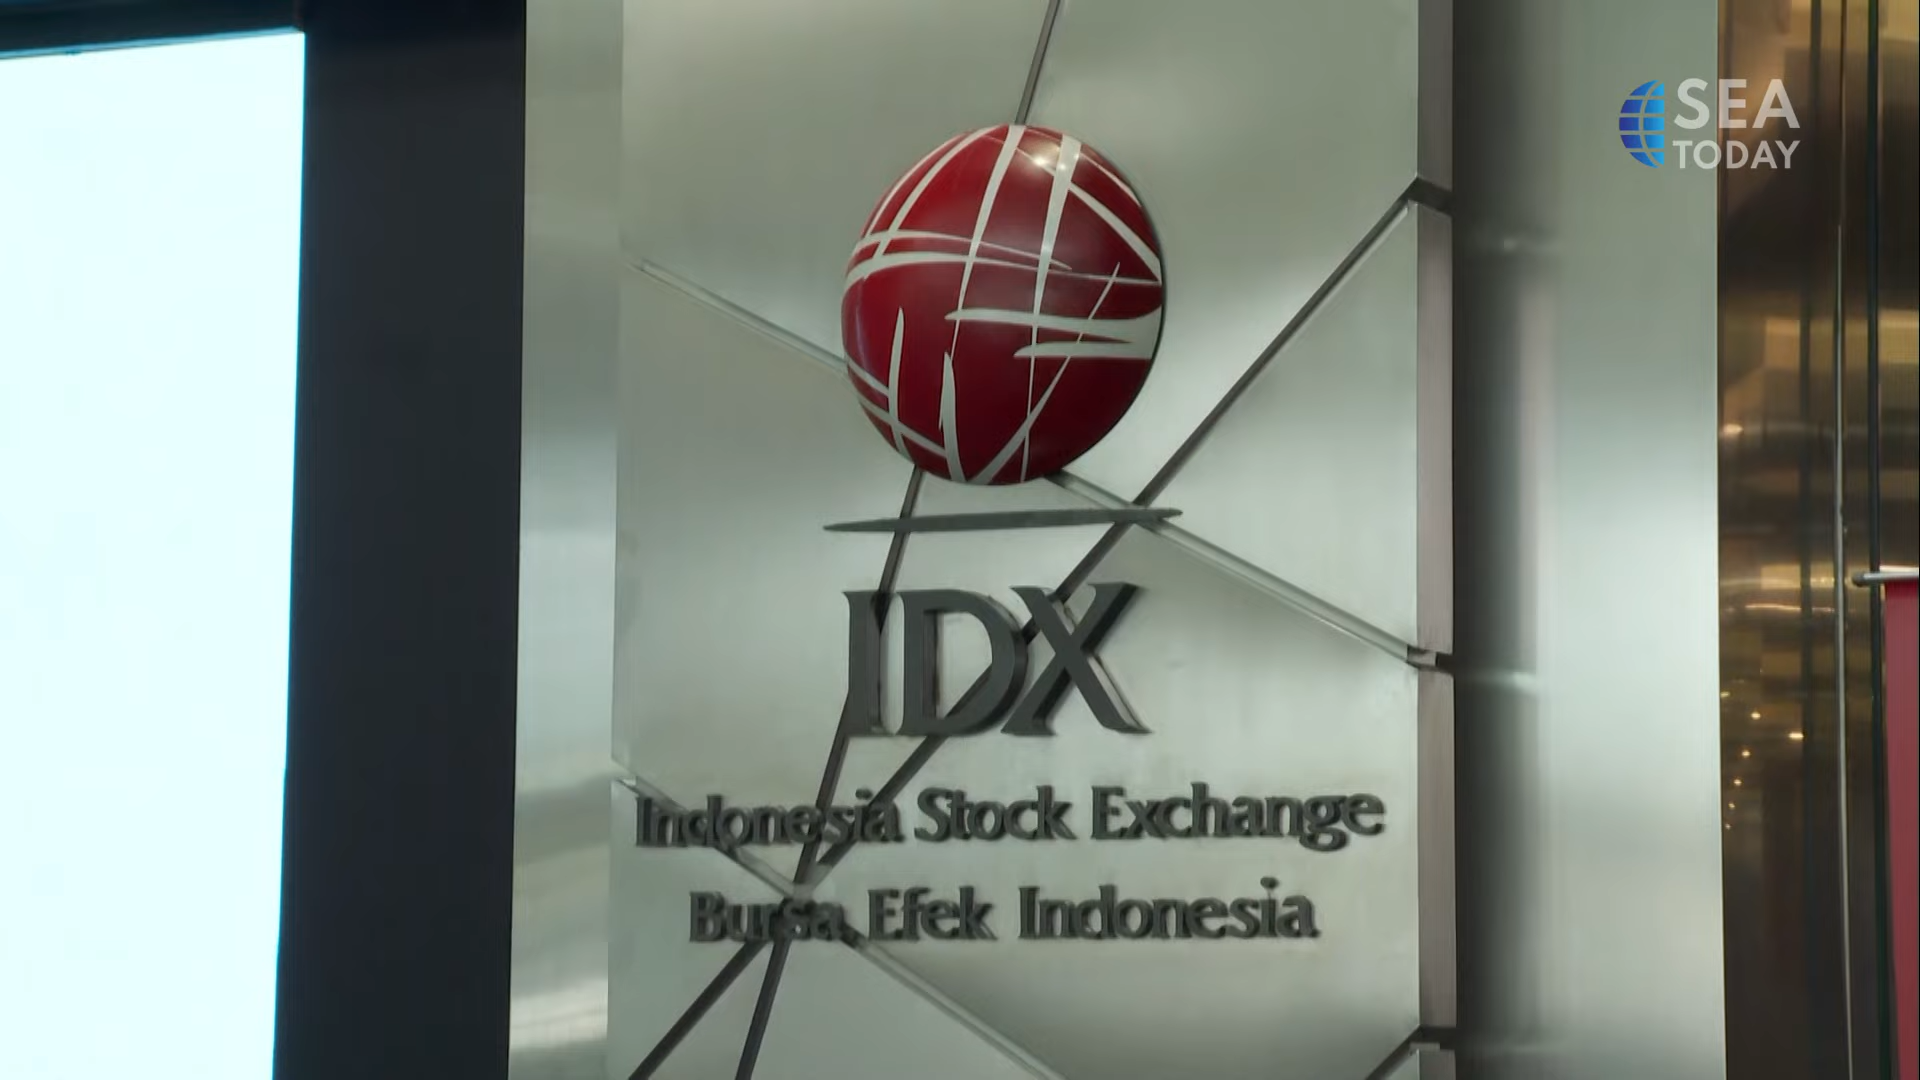 SEA
TODAY
IDX
Indonesia Stock Exchange
Bursa Efek Indonesia